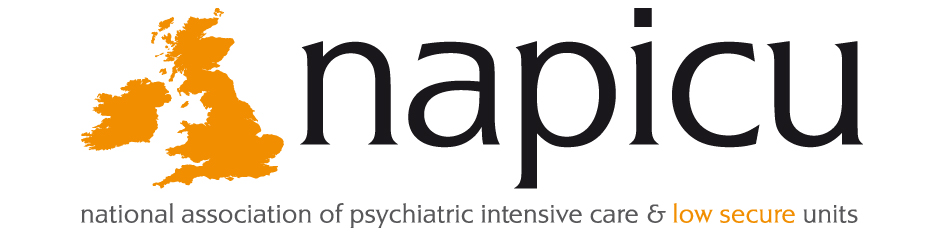 napicu
national association of psychiatric intensive care & low secure units